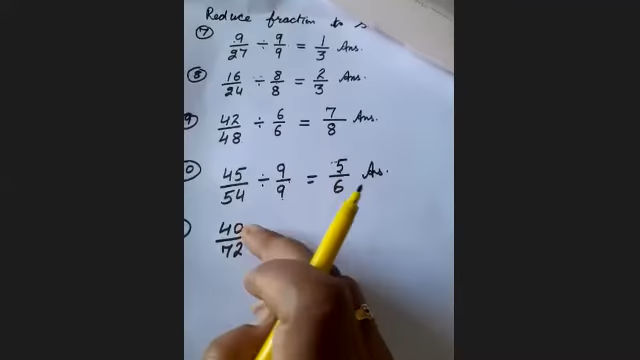 Reduce fraction to s
7 9/27 ÷ 9/9 = 1/3 Ans.
8 16/24 ÷ 8/8 = 2/3 Ans.
9 42/48 ÷ 6/6 = 7/8 Ans.
0 45/54 ÷ 9/9 = 5/6 Ans.
40/72